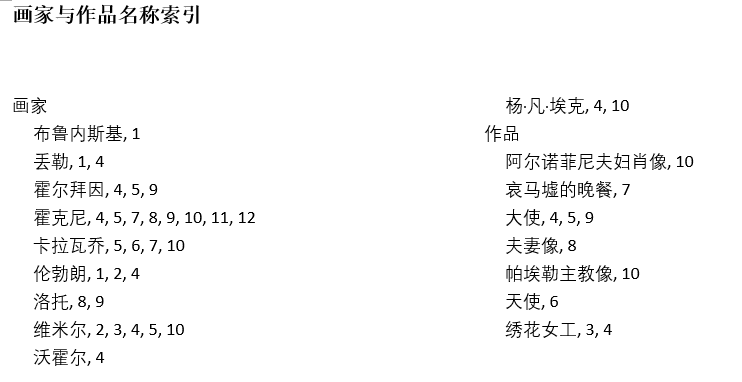 画家与作品名称索引
画家
布鲁内斯基, 1
丢勒, 1, 4
霍尔拜因, 4, 5, 9
霍克尼, 4, 5, 7, 8, 9, 10, 11, 12
卡拉瓦乔, 5, 6, 7, 10
伦勃朗, 1, 2, 4
洛托, 8, 9
维米尔, 2, 3, 4, 5, 10
沃霍尔, 4
杨·凡·埃克, 4, 10
作品
阿尔诺菲尼夫妇肖像, 10
哀马墟的晚餐, 7
大使, 4, 5, 9
夫妻像, 8
帕埃勒主教像, 10
天使, 6
绣花女工, 3, 4